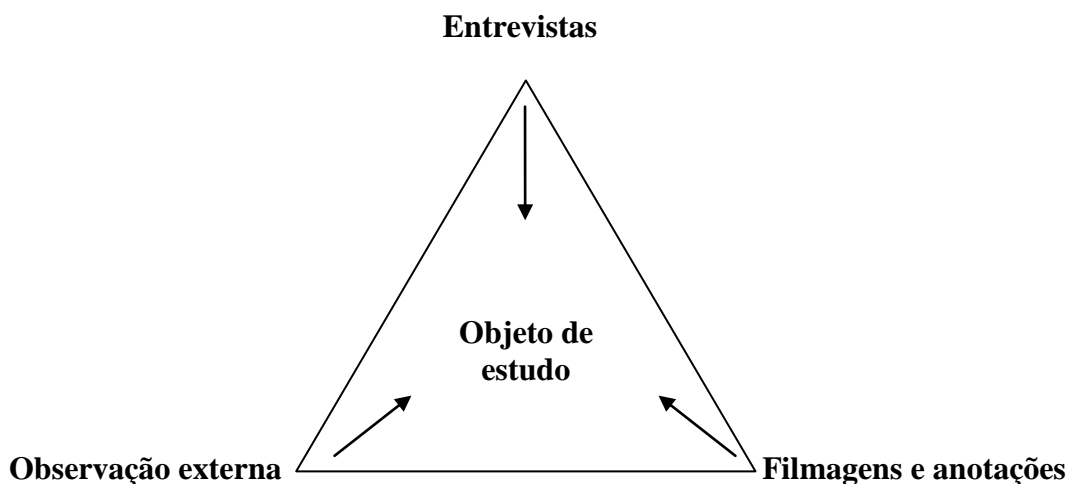 Entrevistas
Objeto de
estudo
Observação externa
Filmagens e anotações